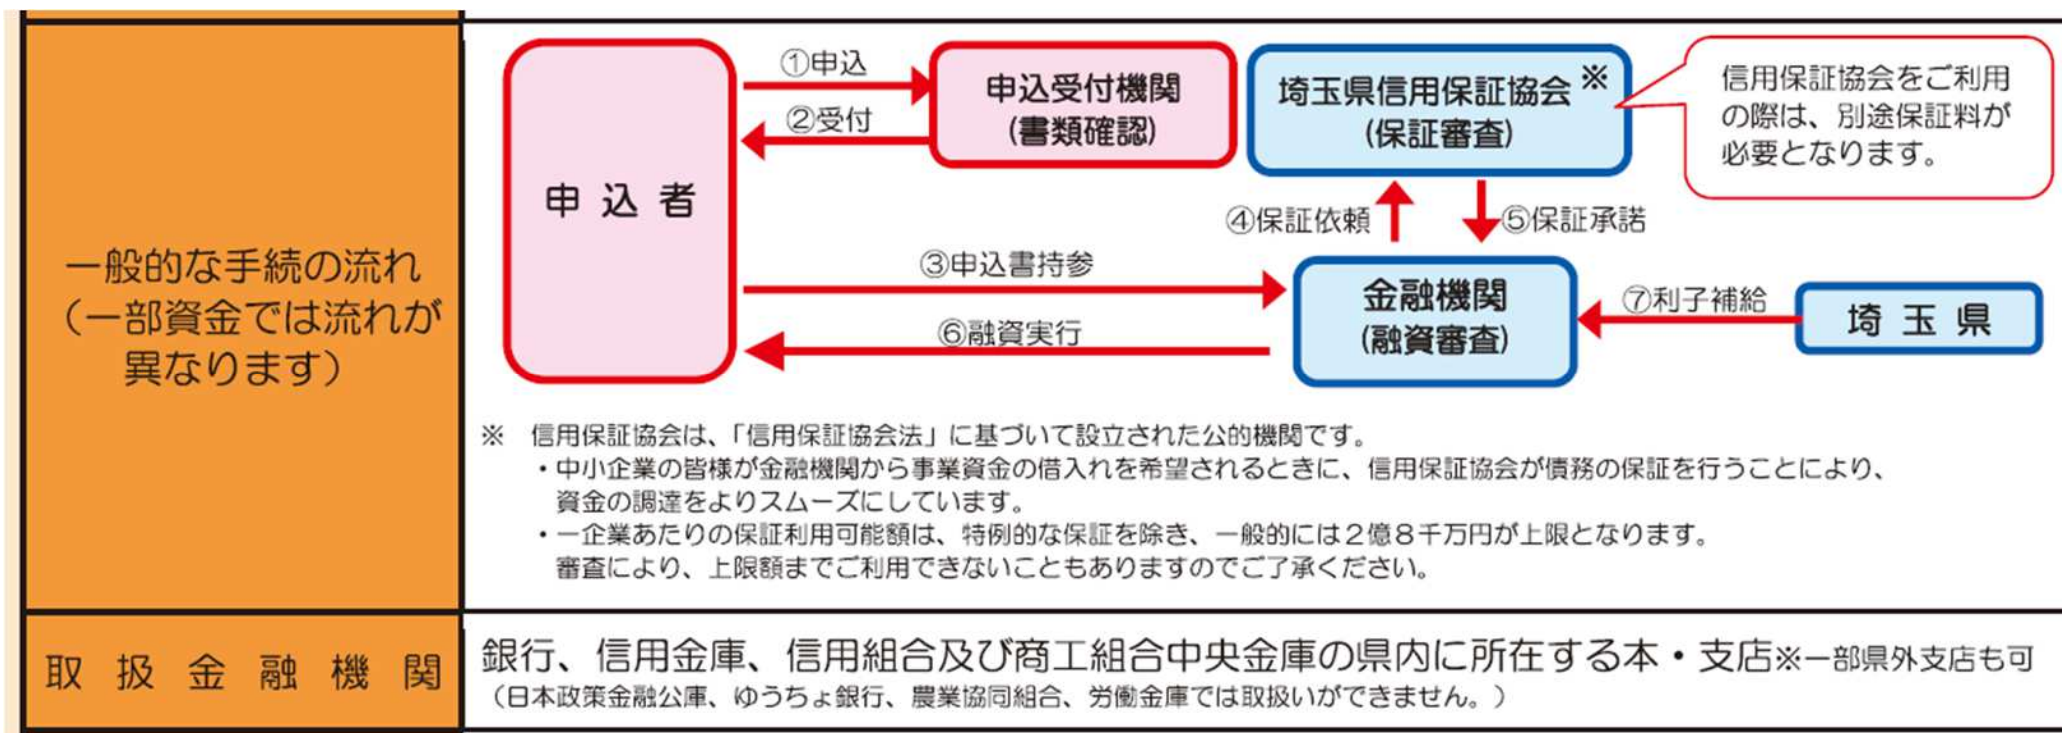 一般的な手続の流れ
（一部資金では流れが
異なります）
申込者
①申込
②受付
申込受付機関
(書類確認)
埼玉県信用保証協会※
(保証審査)
信用保証協会をご利用
の際は、別途保証料が
必要となります。
④保証依頼
⑤保証承諾
③申込書持参
⑥融資実行
金融機関
(融資審査)
⑦利子補給
埼玉県
※　信用保証協会は、「信用保証協会法」に基づいて設立された公的機関です。
・中小企業の皆様が金融機関から事業資金の借入れを希望されるときに、信用保証協会が債務の保証を行うことにより、
資金の調達をよりスムーズにしています。
・一企業あたりの保証利用可能額は、特例的な保証を除き、一般的には２億８千万円が上限となります。
審査により、上限額までご利用できないこともありますのでご了承ください。
取扱金融機関
銀行、信用金庫、信用組合及び商工組合中央金庫の県内に所在する本・支店※一部県外支店も可
（日本政策金融公庫、ゆうちょ銀行、農業協同組合、労働金庫では取扱いができません。）